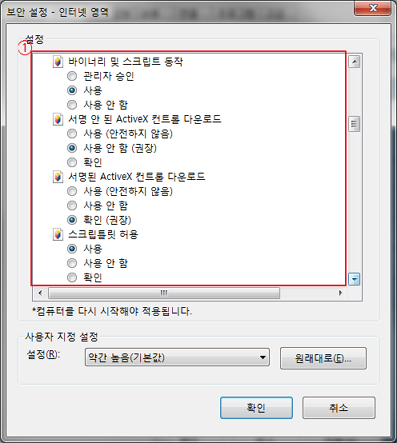 보안 설정 - 인터넷 영역
설정
①
바이너리 및 스크립트 동작
관리자 승인
사용
사용 안 함
서명 안 된 ActiveX 컨트롤 다운로드
사용 (안전하지 않음)
사용 안 함 (권장)
확인
서명된 ActiveX 컨트롤 다운로드
사용 (안전하지 않음)
사용 안 함
확인 (권장)
스크립틀릿 허용
사용
사용 안 함
확인
*컴퓨터를 다시 시작해야 적용됩니다.
사용자 지정 설정
설정(R): 약간 높음(기본값) 원래대로(E)...
확인 취소